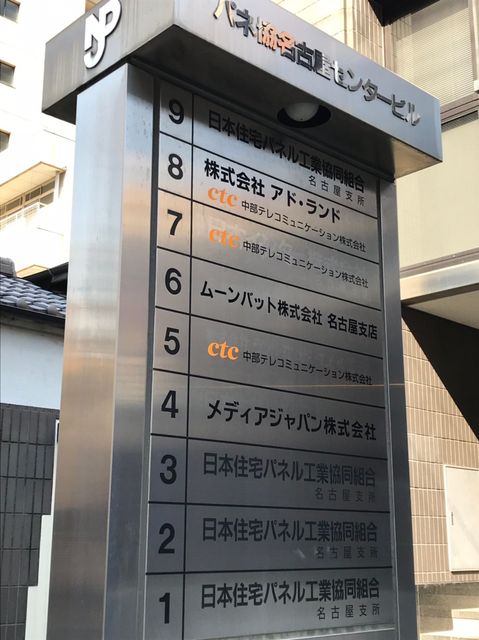 NJP
パネ協名古屋センタービル
9 日本住宅パネル工業協同組合
名古屋支所
8 株式会社 アド・ランド
ctc 中部テレコミュニケーション株式会社
7 ctc 中部テレコミュニケーション株式会社
6 ムーンバット株式会社 名古屋支店
5 ctc 中部テレコミュニケーション株式会社
4 メディアジャパン株式会社
3 日本住宅パネル工業協同組合
名古屋支所
2 日本住宅パネル工業協同組合
名古屋支所
1 日本住宅パネル工業協同組合
名古屋支所